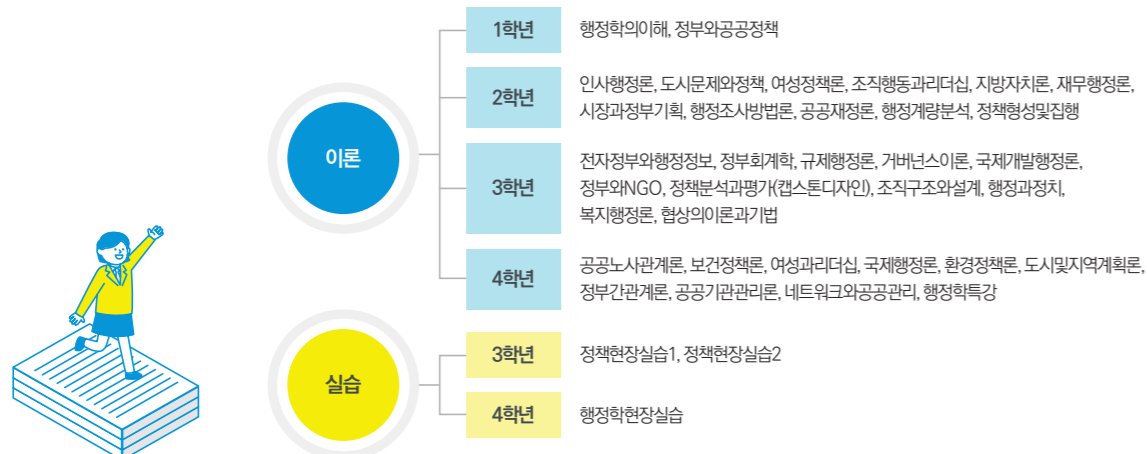 이론
1학년
행정학의이해, 정부와공공정책
2학년
인사행정론, 도시문제와정책, 여성정책론, 조직행동과리더십, 지방자치론, 재무행정론,
시장과정부기획, 행정조사방법론, 공공재정론, 행정계량분석, 정책형성및집행
3학년
전자정부와행정정보, 정부회계학, 규제행정론, 거버넌스이론, 국제개발행정론,
정부와NGO, 정책분석과평가(캡스톤디자인), 조직구조와설계, 행정과정치,
복지행정론, 협상의이론과기법
4학년
공공노사관계론, 보건정책론, 여성과리더십, 국제행정론, 환경정책론, 도시및지역계획론,
정부간관계론, 공공기관관리론, 네트워크와공공관리, 행정학특강
실습
3학년
정책현장실습1, 정책현장실습2
4학년
행정학현장실습